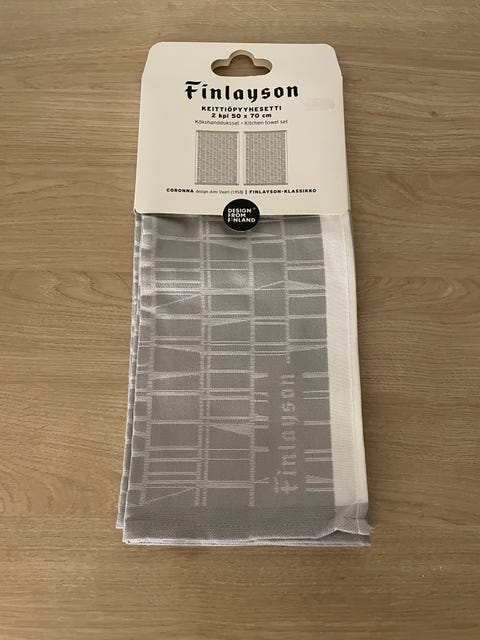 Finlayson
KEITTIÖPYYHESETTI
2 kpl 50 x 70 cm
Kökshandduksset • Kitchen towel set
CORONNA design Aini Vaari (1958) | FINLAYSON-KLASSIKKO
DESIGN
FROM
FINLAND
Finlayson